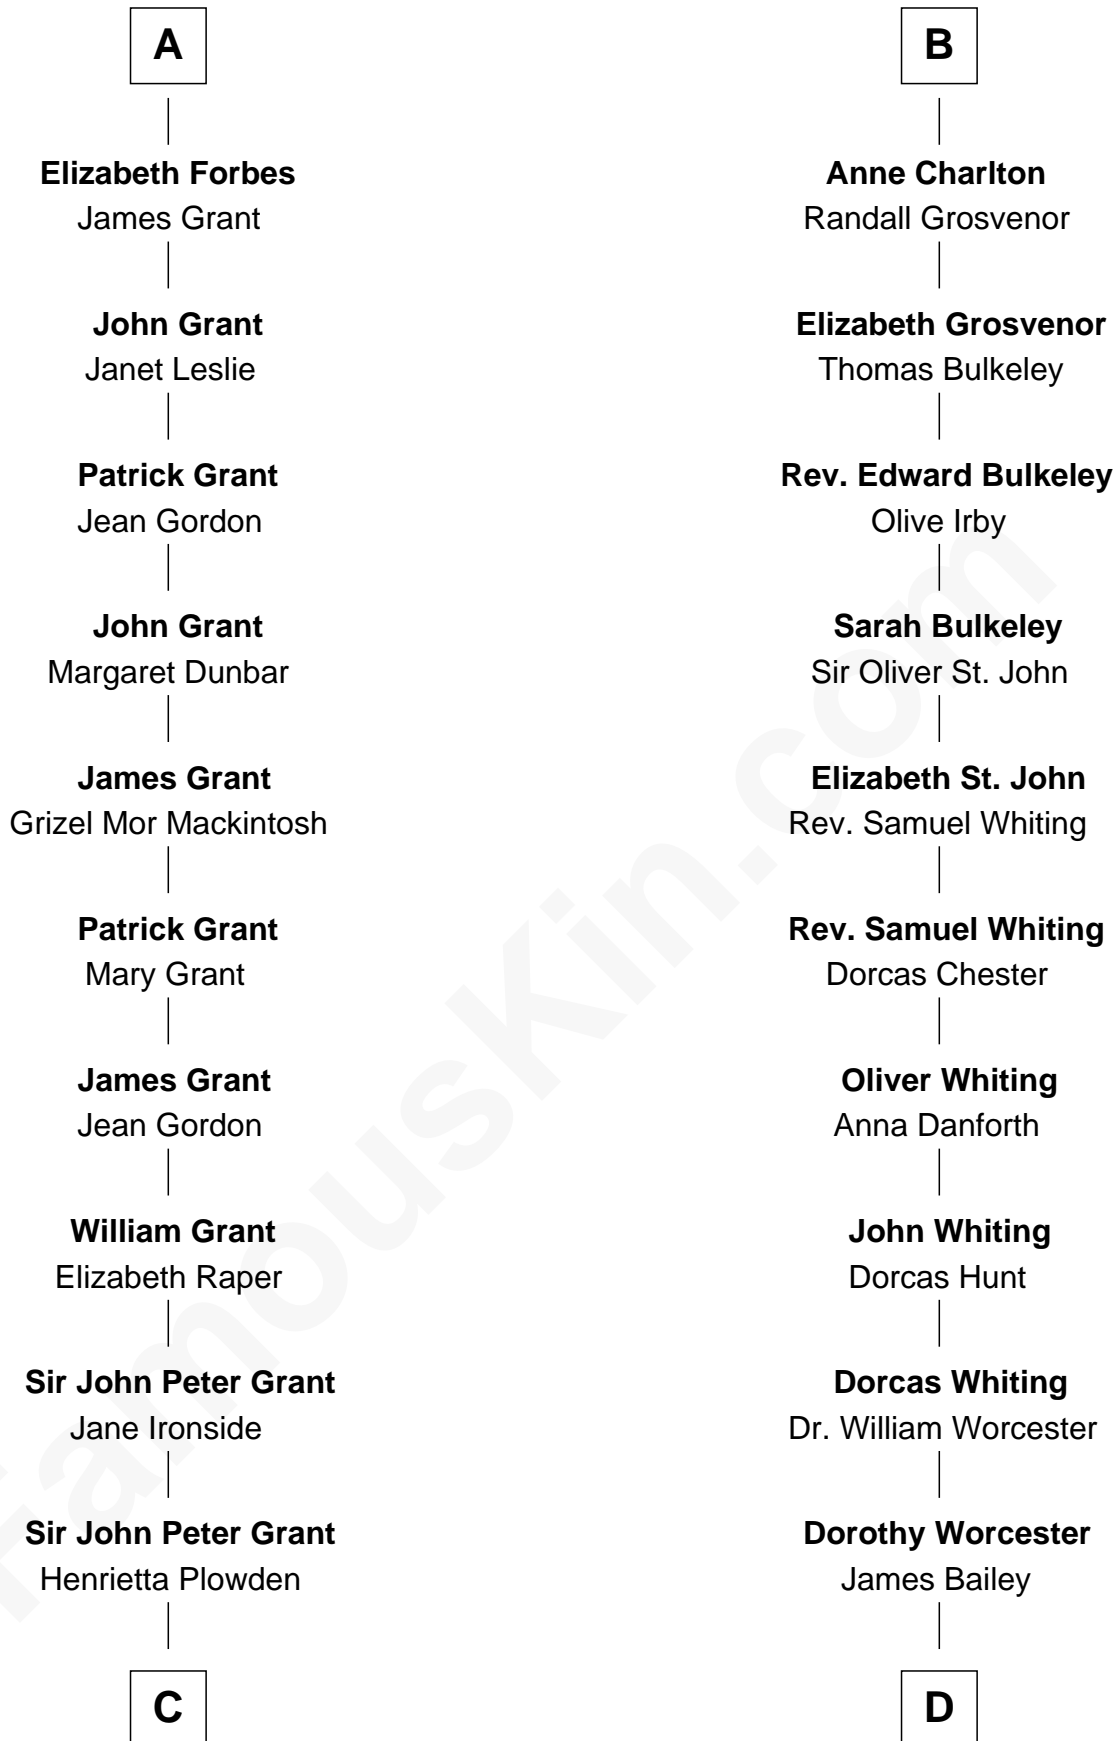 A
Elizabeth Forbes
James Grant
John Grant
Janet Leslie
Patrick Grant
Jean Gordon
John Grant
Margaret Dunbar
James Grant
Grizel Mor Mackintosh
Patrick Grant
Mary Grant
James Grant
Jean Gordon
William Grant
Elizabeth Raper
Sir John Peter Grant
Jane Ironside
Sir John Peter Grant
Henrietta Plowden
C
B
Anne Charlton
Randall Grosvenor
Elizabeth Grosvenor
Thomas Bulkeley
Rev. Edward Bulkeley
Olive Irby
Sarah Bulkeley
Sir Oliver St. John
Elizabeth St. John
Rev. Samuel Whiting
Rev. Samuel Whiting
Dorcas Chester
Oliver Whiting
Anna Danforth
John Whiting
Dorcas Hunt
Dorcas Whiting
Dr. William Worcester
Dorothy Worcester
James Bailey
D
FamousKin.com